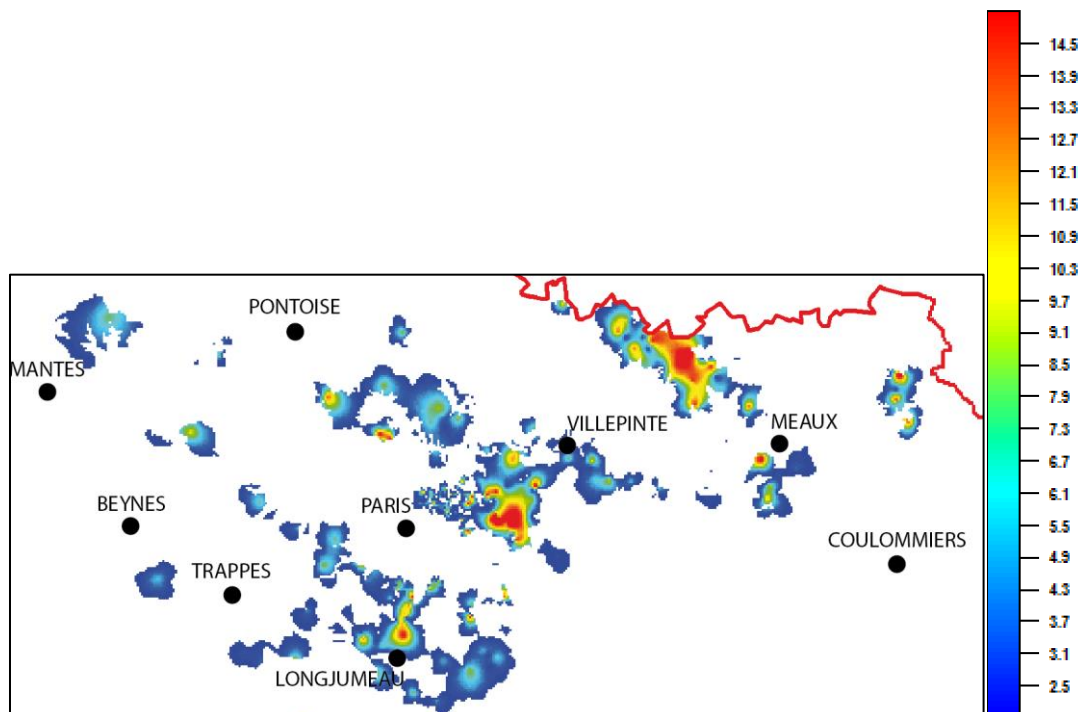 14.5
13.9
13.3
12.7
12.1
11.5
10.9
10.3
9.7
9.1
8.5
7.9
7.3
6.7
6.1
5.5
4.9
4.3
3.7
3.1
2.5
PONTOISE
MANTES
VILLEPINTE
MEAUX
BEYNES
PARIS
COULOMMIERS
TRAPPES
LONGJUMEAU